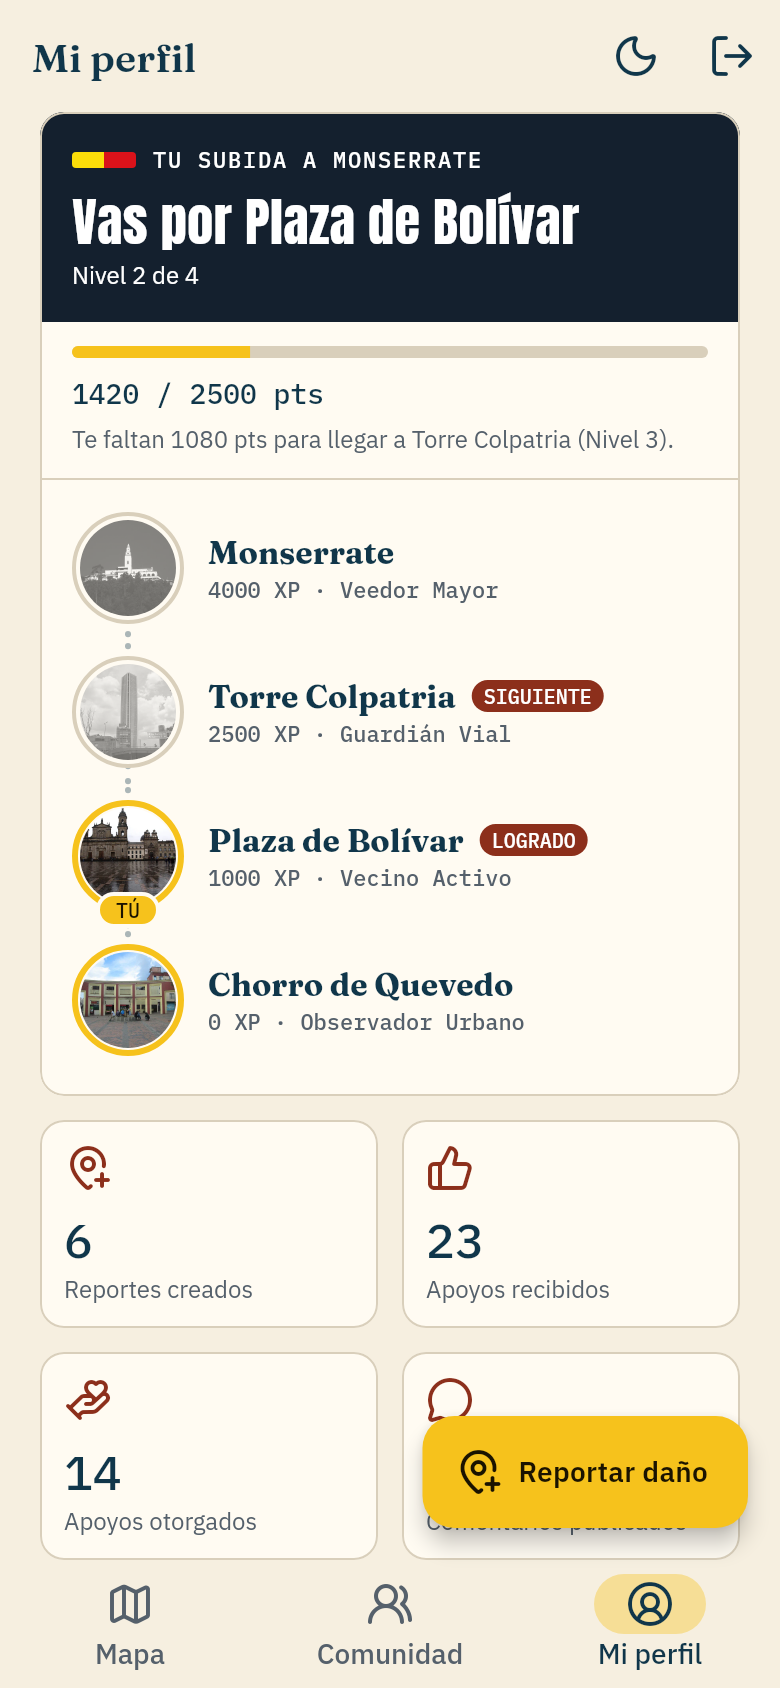 Mi perfil
TU SUBIDA A MONSERRATE
Vas por Plaza de Bolívar
Nivel 2 de 4
1420 / 2500 pts
Te faltan 1080 pts para llegar a Torre Colpatria (Nivel 3).
Monserrate
4000 XP · Veedor Mayor
Torre Colpatria SIGUIENTE
2500 XP · Guardián Vial
Plaza de Bolívar LOGRADO
1000 XP · Vecino Activo
TÚ
Chorro de Quevedo
0 XP · Observador Urbano
6
Reportes creados
23
Apoyos recibidos
14
Apoyos otorgados
Reportar daño
Mapa
Comunidad
Mi perfil